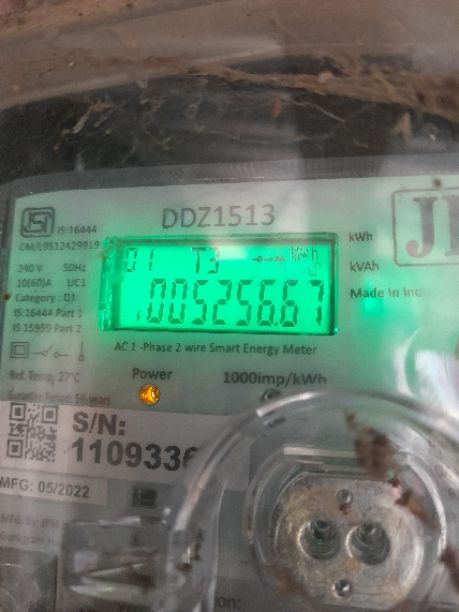 IS:16444
DDZ1513
CM/L9512429919
240 V 50Hz
10(60)A UC1
Category : D1
IS:16444 Part 1
IS 15959 Part 2
01 T3
005256.67
kWh
kVAh
Made in Ind
AC 1 -Phase 2 wire Smart Energy Meter
Ref. Temp, 27°C
Power
1000imp/kWh
S/N:
110933
MFG: 05/2022